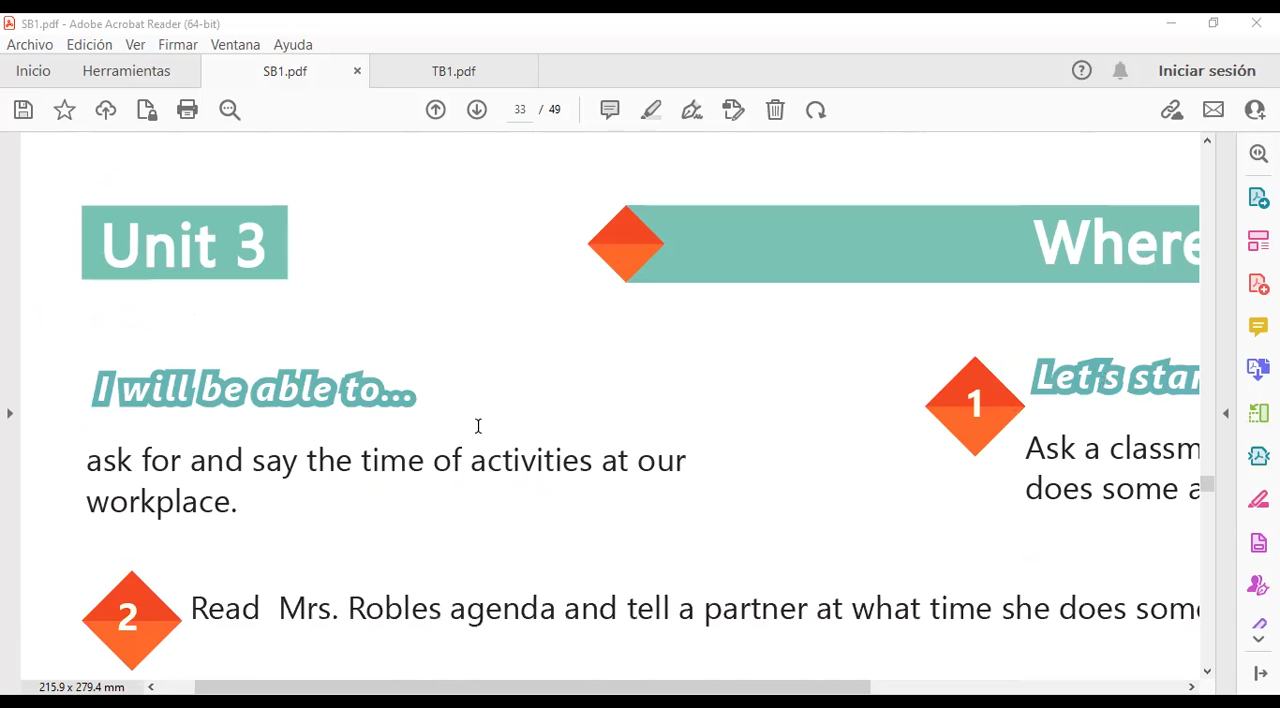 SB1.pdf - Adobe Acrobat Reader (64-bit)
Archivo Edición Ver Firmar Ventana Ayuda
Inicio Herramientas SB1.pdf × TB1.pdf Iniciar sesión
33 / 49
Unit 3
Where
I will be able to...
ask for and say the time of activities at our
workplace.
1
Let's star
Ask a classm
does some a
2
Read Mrs. Robles agenda and tell a partner at what time she does som
215.9 x 279.4 mm